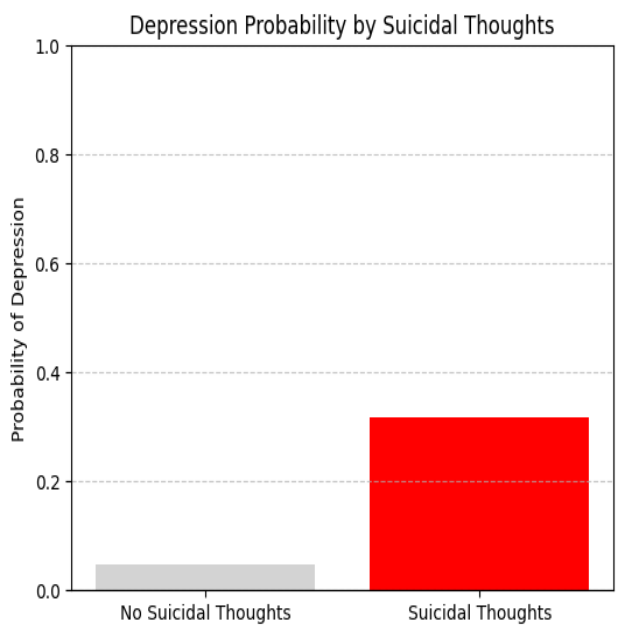 Depression Probability by Suicidal Thoughts
Probability of Depression
1.0
0.8
0.6
0.4
0.2
0.0
No Suicidal Thoughts
Suicidal Thoughts